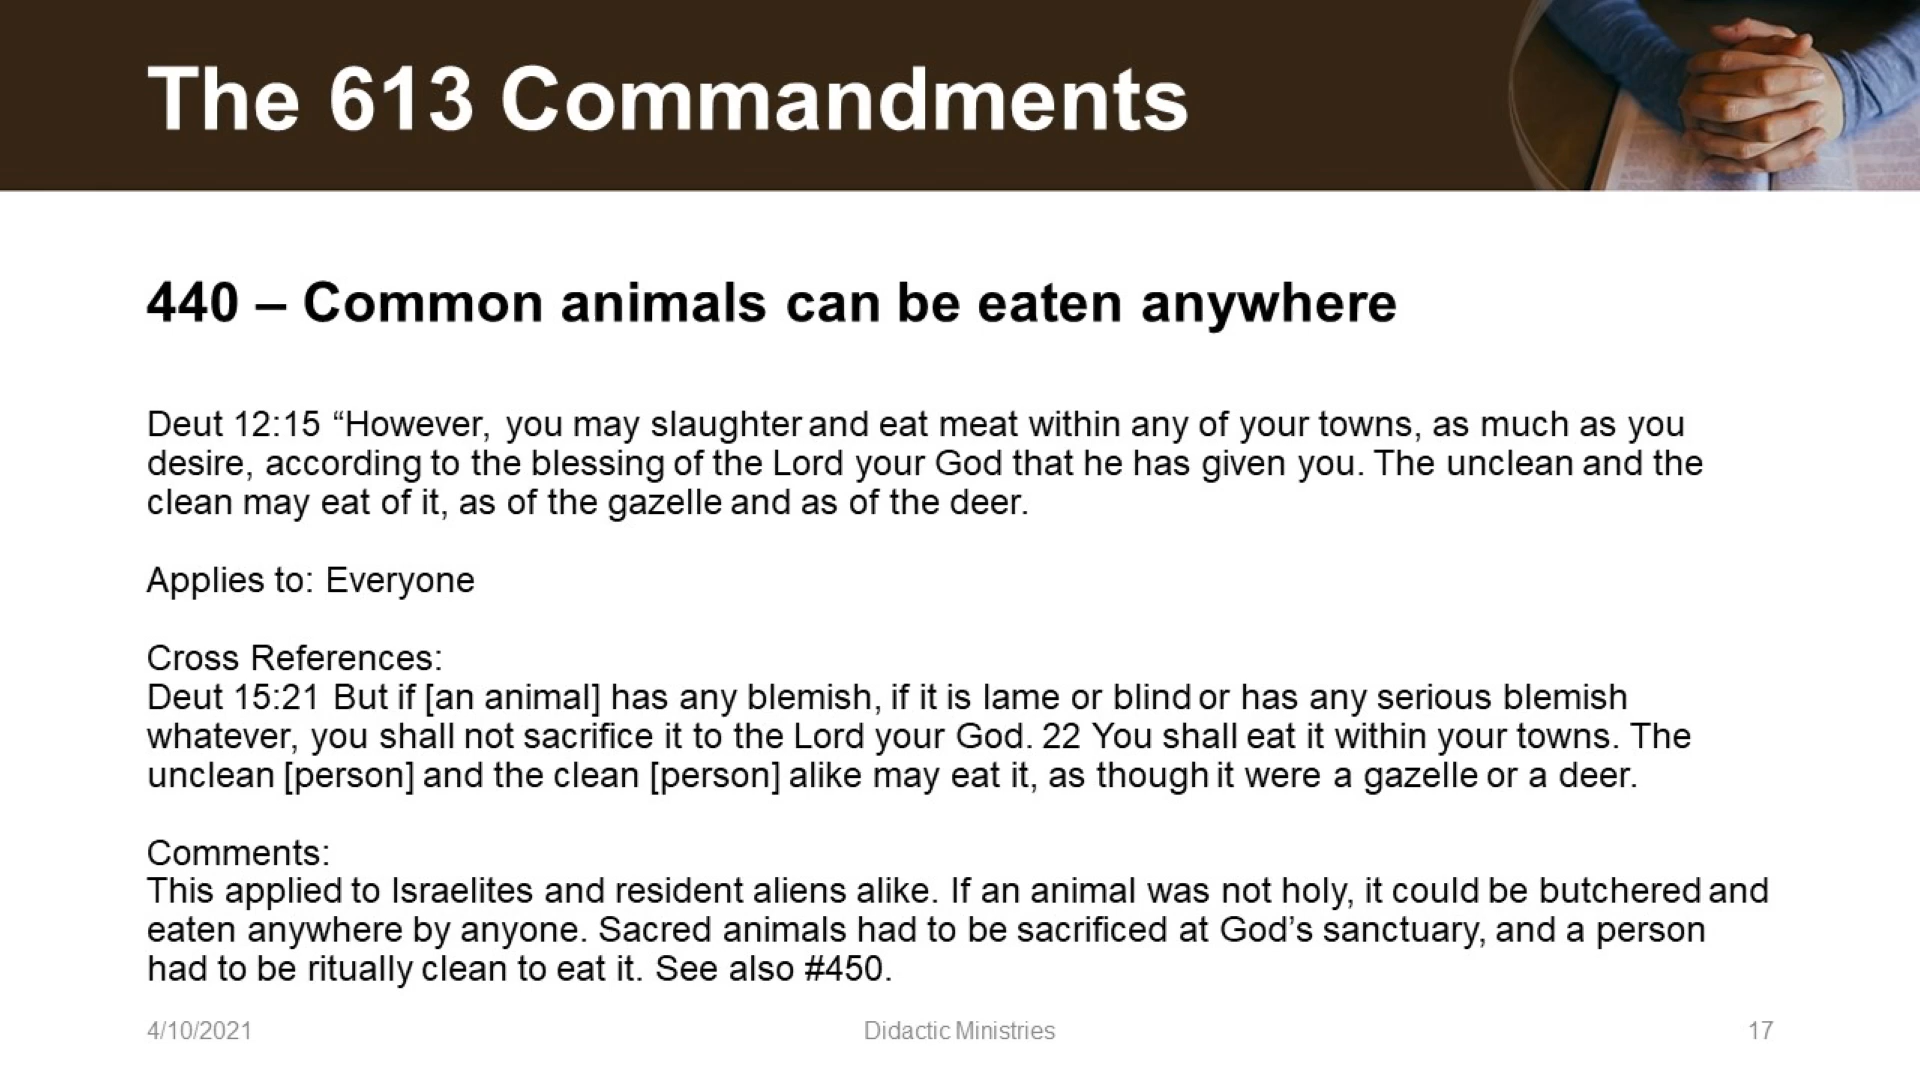 The 613 Commandments
440 – Common animals can be eaten anywhere
Deut 12:15 “However, you may slaughter and eat meat within any of your towns, as much as you
desire, according to the blessing of the Lord your God that he has given you. The unclean and the
clean may eat of it, as of the gazelle and as of the deer.
Applies to: Everyone
Cross References:
Deut 15:21 But if [an animal] has any blemish, if it is lame or blind or has any serious blemish
whatever, you shall not sacrifice it to the Lord your God. 22 You shall eat it within your towns. The
unclean [person] and the clean [person] alike may eat it, as though it were a gazelle or a deer.
Comments:
This applied to Israelites and resident aliens alike. If an animal was not holy, it could be butchered and
eaten anywhere by anyone. Sacred animals had to be sacrificed at God’s sanctuary, and a person
had to be ritually clean to eat it. See also #450.
4/10/2021
Didactic Ministries
17